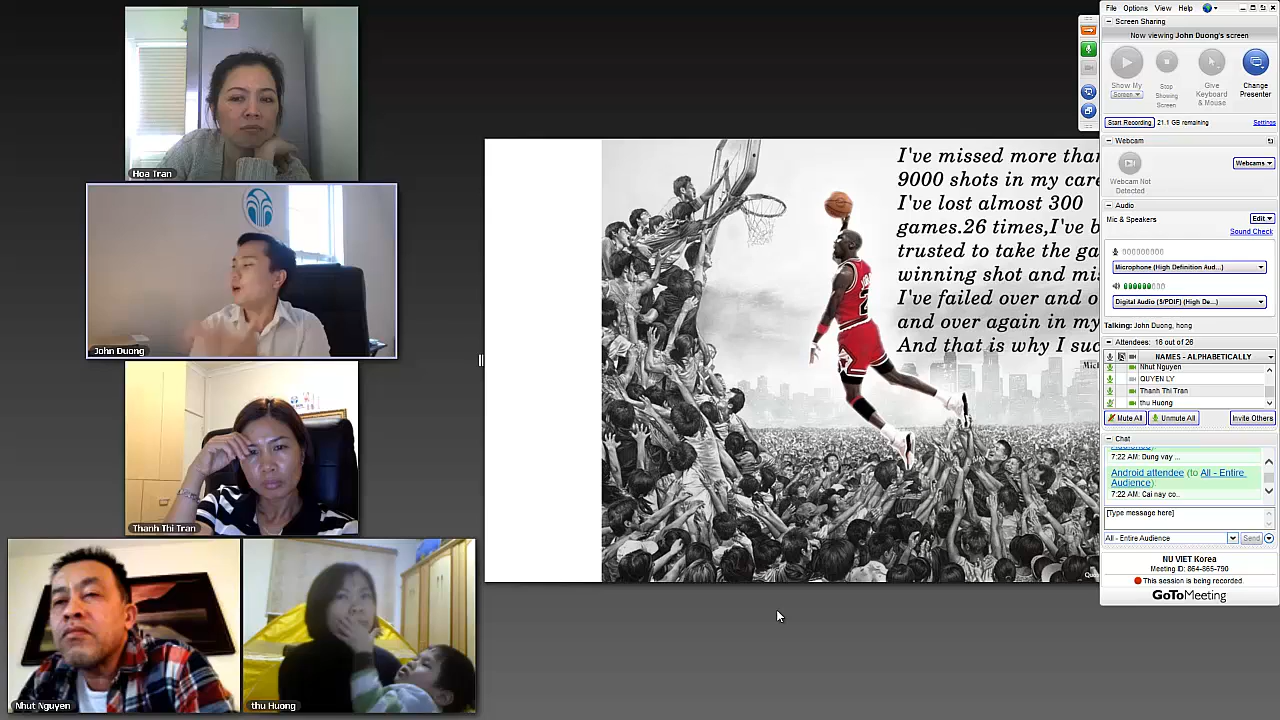 Hoa Tran
John Duong
Thanh Thi Tran
Nhut Nguyen
thu Huong
I've missed more than
9000 shots in my
I've lost almost 300
games.26 times,I've
trusted to take the
winning shot and
I've failed over and
and over again in my
And that is why I
File Options View Help
Screen Sharing
Now viewing John Duong's screen
Show My
Screen
Stop
Showing
Screen
Give
Keyboard
& Mouse
Change
Presenter
Start Recording 21.1 GB remaining Settings
Webcam
Webcam Not
Detected
Webcams
Audio
Mic & Speakers Edit
Sound Check
Microphone (High Definition Aud...)
Digital Audio (S/PDIF) (High De...)
Talking: John Duong, hong
Attendees: 16 out of 26
NAMES - ALPHABETICALLY
Nhut Nguyen
QUYEN LY
Thanh Thi Tran
thu Huong
Mute All Unmute All Invite Others
Chat
7:22 AM: Dung vay ...
Android attendee (to All - Entire
Audience):
7:22 AM: Cai nay co..
[Type message here]
All - Entire Audience Send
NU VIET Korea
Meeting ID: 864-865-790
This session is being recorded.
GoToMeeting